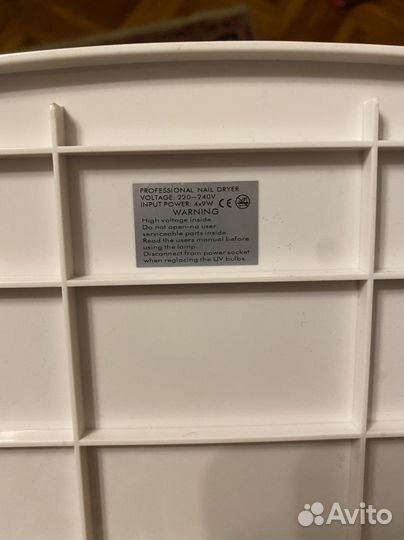 PROFESSIONAL NAIL DRYER
VOLTAGE: 220~240V
INPUT POWER: 4x9W CE
WARNING
High voltage inside.
Do not open-no user
serviceable parts inside.
Read the users manual before
using the lamp.
Disconnect from power socket
when replacing the UV bulbs.
Avito